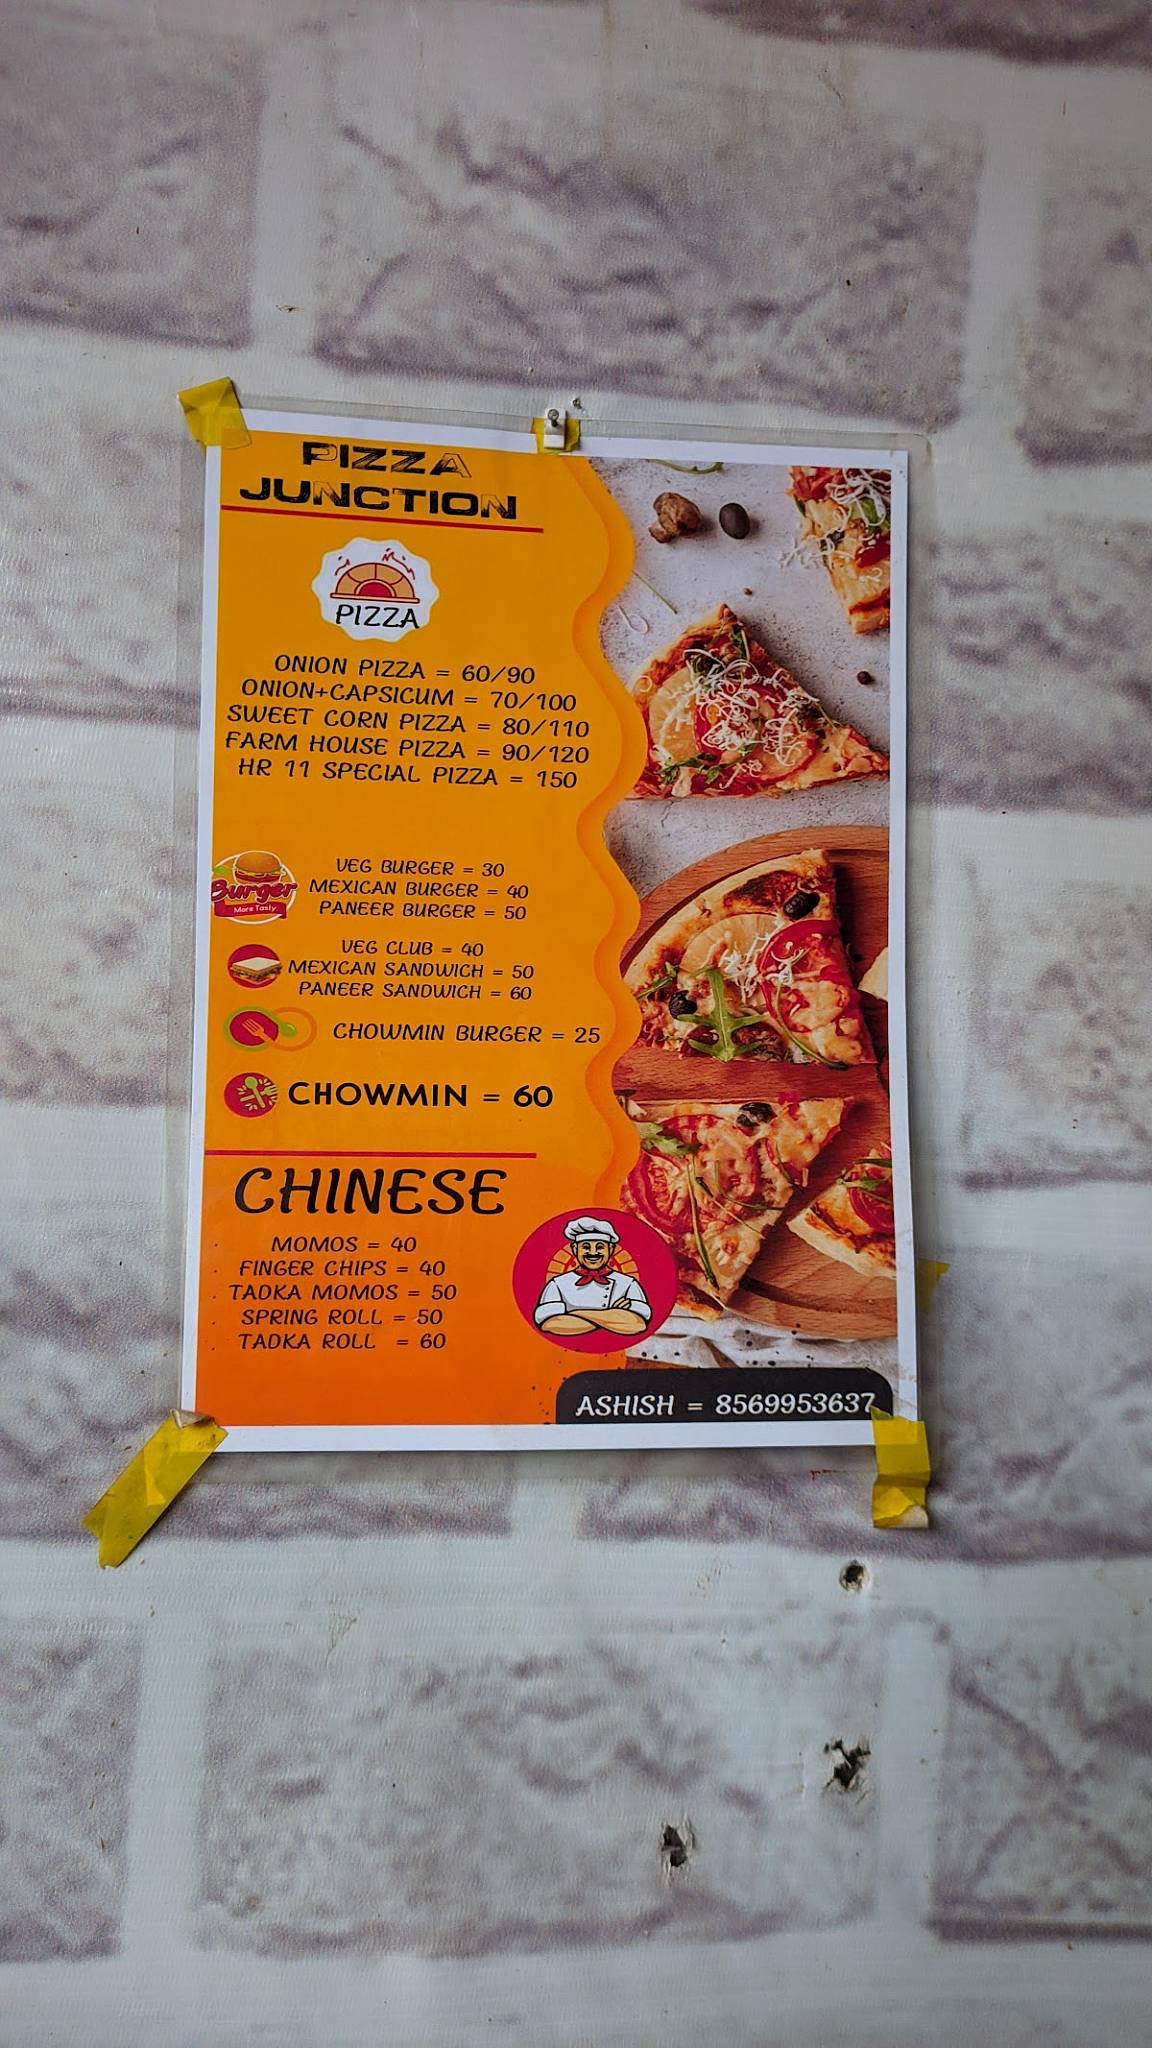 PIZZA
JUNCTION
PIZZA
ONION PIZZA = 60/90
ONION+CAPSICUM = 70/100
SWEET CORN PIZZA = 80/110
FARM HOUSE PIZZA = 90/120
HR 11 SPECIAL PIZZA = 150
Burger
More Tasty
VEG BURGER = 30
MEXICAN BURGER = 40
PANEER BURGER = 50
VEG CLUB = 40
MEXICAN SANDWICH = 50
PANEER SANDWICH = 60
CHOWMIN BURGER = 25
CHOWMIN = 60
CHINESE
MOMOS = 40
FINGER CHIPS = 40
TADKA MOMOS = 50
SPRING ROLL = 50
TADKA ROLL = 60
ASHISH = 8569953637